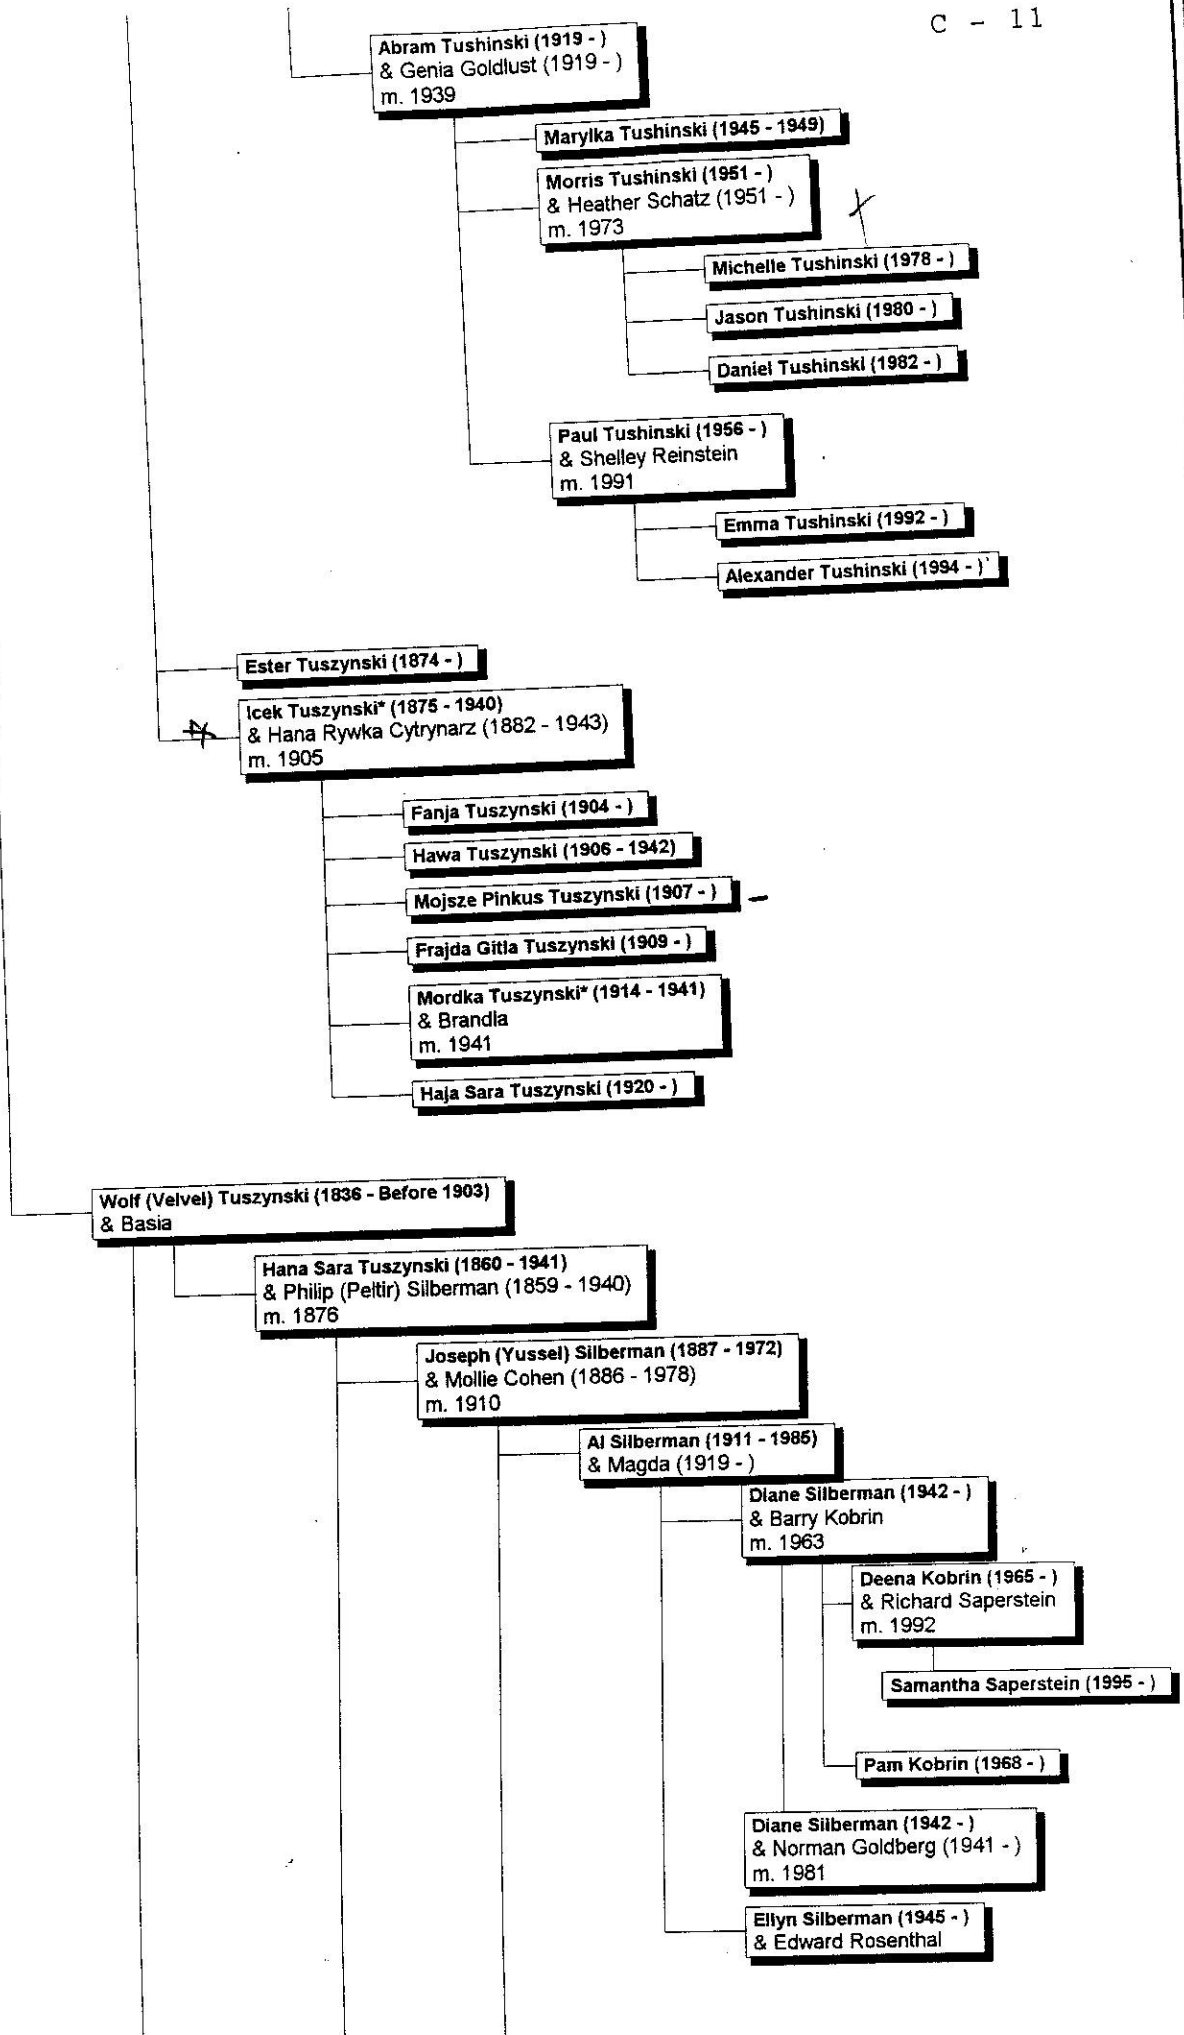 C - 11
Abram Tushinski (1919 - )
& Genia Goldlust (1919 - )
m. 1939
Marylka Tushinski (1945 - 1949)
Morris Tushinski (1951 - )
& Heather Schatz (1951 - )
m. 1973
Michelle Tushinski (1978 - )
Jason Tushinski (1980 - )
Daniel Tushinski (1982 - )
Paul Tushinski (1956 - )
& Shelley Reinstein
m. 1991
Emma Tushinski (1992 - )
Alexander Tushinski (1994 - )
Ester Tuszynski (1874 - )
Icek Tuszynski* (1875 - 1940)
& Hana Rywka Cytrynarz (1882 - 1943)
m. 1905
Fanja Tuszynski (1904 - )
Hawa Tuszynski (1906 - 1942)
Mojsze Pinkus Tuszynski (1907 - )
Frajda Gitla Tuszynski (1909 - )
Mordka Tuszynski* (1914 - 1941)
& Brandla
m. 1941
Haja Sara Tuszynski (1920 - )
Wolf (Velvel) Tuszynski (1836 - Before 1903)
& Basia
Hana Sara Tuszynski (1860 - 1941)
& Philip (Peltir) Silberman (1859 - 1940)
m. 1876
Joseph (Yussel) Silberman (1887 - 1972)
& Mollie Cohen (1886 - 1978)
m. 1910
Al Silberman (1911 - 1985)
& Magda (1919 - )
Diane Silberman (1942 - )
& Barry Kobrin
m. 1963
Deena Kobrin (1965 - )
& Richard Saperstein
m. 1992
Samantha Saperstein (1995 - )
Pam Kobrin (1968 - )
Diane Silberman (1942 - )
& Norman Goldberg (1941 - )
m. 1981
Ellyn Silberman (1945 - )
& Edward Rosenthal